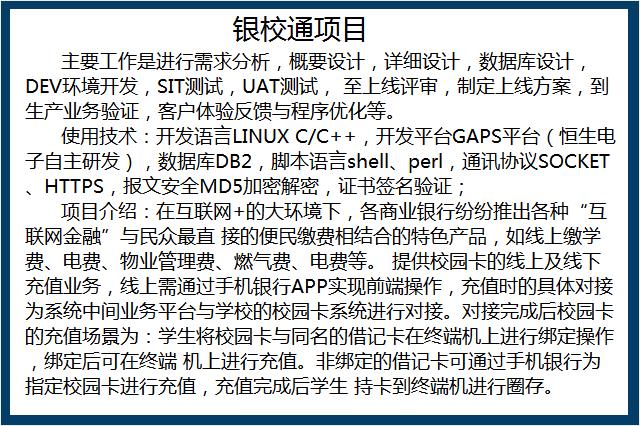 银校通项目
主要工作是进行需求分析，概要设计，详细设计，数据库设计，
DEV环境开发，SIT测试，UAT测试， 至上线评审，制定上线方案，到
生产业务验证，客户体验反馈与程序优化等。
使用技术：开发语言LINUX C/C++，开发平台GAPS平台（恒生电
子自主研发），数据库DB2，脚本语言shell、perl，通讯协议SOCKET
、HTTPS，报文安全MD5加密解密，证书签名验证；
项目介绍：在互联网+的大环境下，各商业银行纷纷推出各种“互
联网金融”与民众最直 接的便民缴费相结合的特色产品，如线上缴学
费、电费、物业管理费、燃气费、电费等。 提供校园卡的线上及线下
充值业务，线上需通过手机银行APP实现前端操作，充值时的具体对接
为系统中间业务平台与学校的校园卡系统进行对接。对接完成后校园卡
的充值场景为：学生将校园卡与同名的借记卡在终端机上进行绑定操作
，绑定后可在终端 机上进行充值。非绑定的借记卡可通过手机银行为
指定校园卡进行充值，充值完成后学生 持卡到终端机进行圈存。